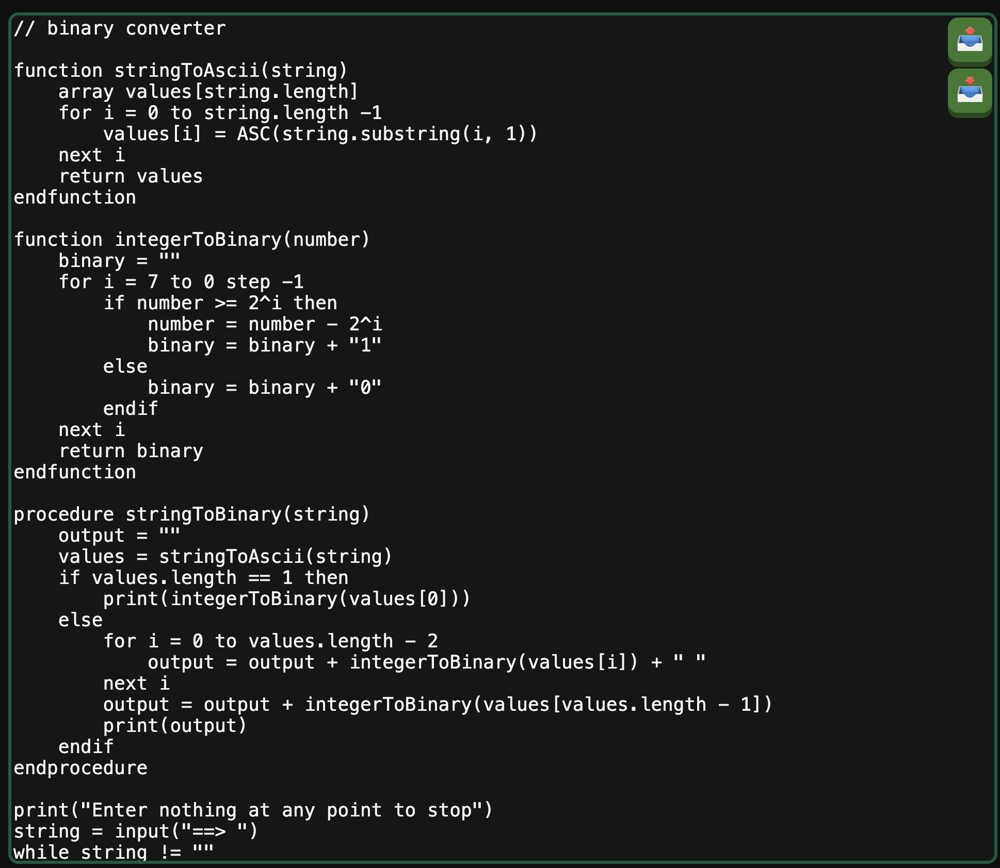 // binary converter

function stringToAscii(string)
    array values[string.length]
    for i = 0 to string.length -1
        values[i] = ASC(string.substring(i, 1))
    next i
    return values
endfunction

function integerToBinary(number)
    binary = ""
    for i = 7 to 0 step -1
        if number >= 2^i then
            number = number - 2^i
            binary = binary + "1"
        else
            binary = binary + "0"
        endif
    next i
    return binary
endfunction

procedure stringToBinary(string)
    output = ""
    values = stringToAscii(string)
    if values.length == 1 then
        print(integerToBinary(values[0]))
    else
        for i = 0 to values.length - 2
            output = output + integerToBinary(values[i]) + " "
        next i
        output = output + integerToBinary(values[values.length - 1])
        print(output)
    endif
endprocedure

print("Enter nothing at any point to stop")
string = input("==> ")
while string != ""